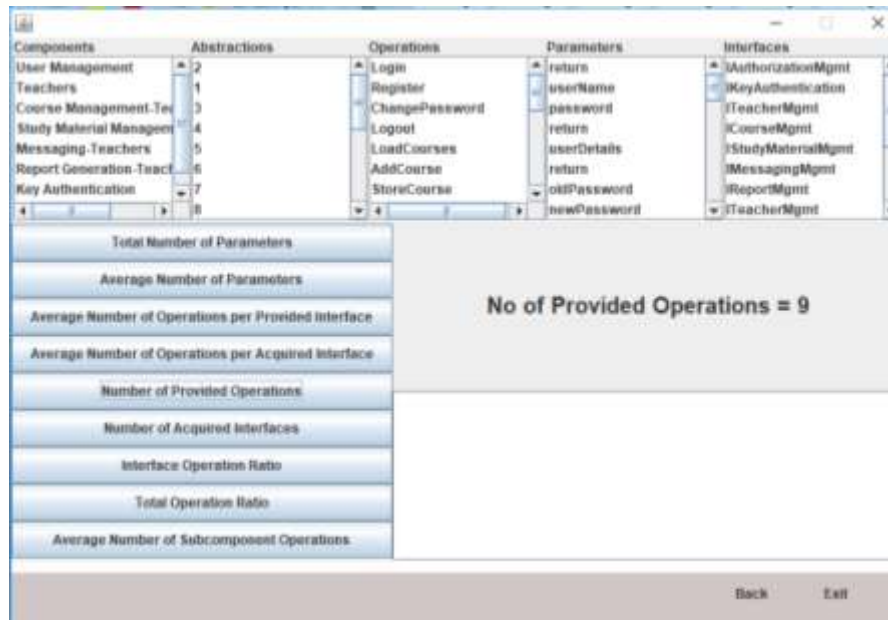 Components
User Management
Teachers
Course Management-Tea
Study Material Managem
Messaging-Teachers
Report Generation-Teach
Key Authentication
Abstractions
2
1
3
4
5
6
7
8
Operations
Login
Register
ChangePassword
Logout
LoadCourses
AddCourse
StoreCourse
Parameters
return
userName
password
return
userDetails
return
oldPassword
newPassword
Interfaces
IAuthorizationMgmt
IKeyAuthentication
ITeacherMgmt
ICourseMgmt
IStudyMaterialMgmt
IMessagingMgmt
IReportMgmt
ITeacherMgmt
Total Number of Parameters
Average Number of Parameters
Average Number of Operations per Provided Interface
Average Number of Operations per Acquired Interface
Number of Provided Operations
Number of Acquired Interfaces
Interface Operation Ratio
Total Operation Ratio
Average Number of Subcomponent Operations
No of Provided Operations = 9
Back
Exit